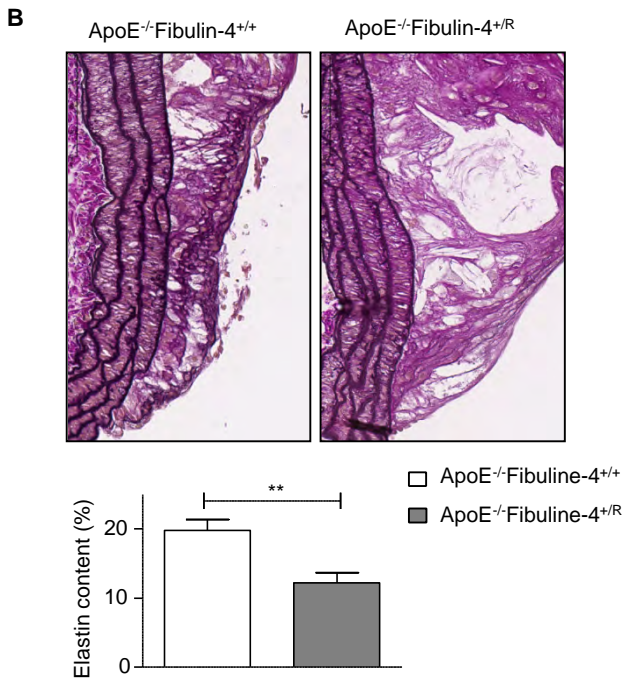 B
ApoE-/-Fibulin-4+/+
ApoE-/-Fibulin-4+/R
**
ApoE-/-Fibuline-4+/+
ApoE-/-Fibuline-4+/R
Elastin content (%)
20
10
0